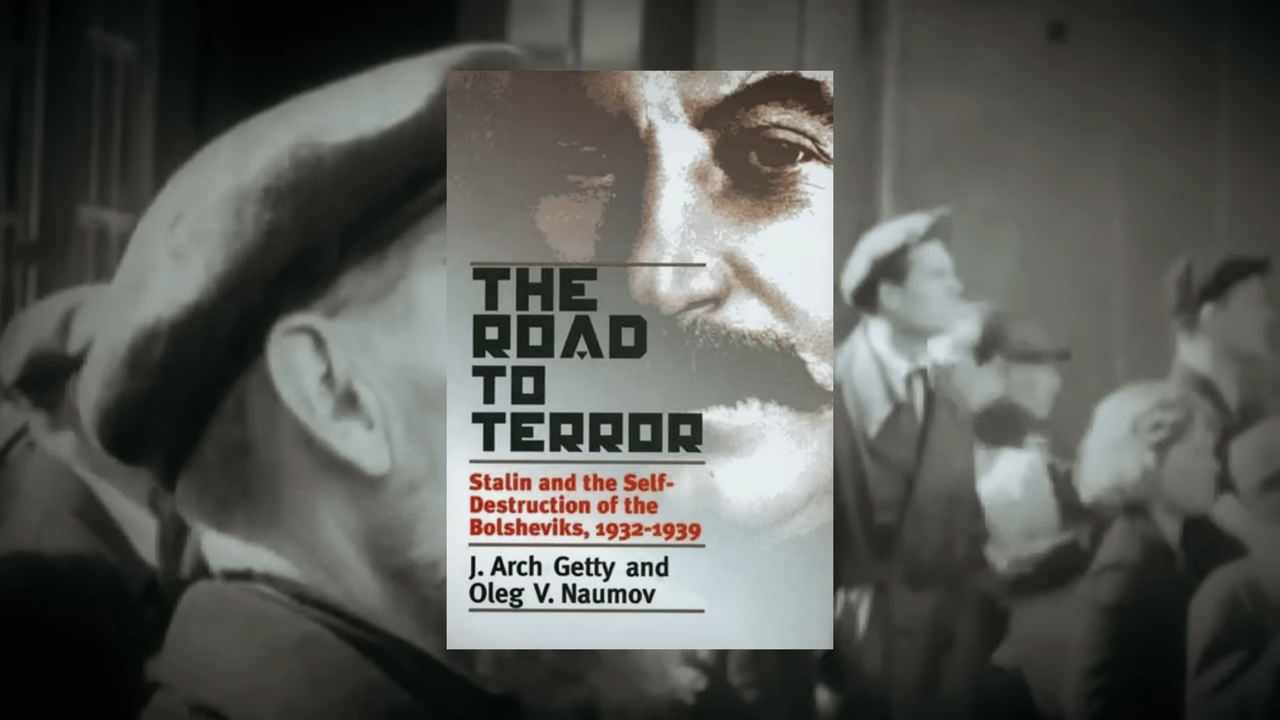 THE
ROAD
TO
TERROR
Stalin and the Self-
Destruction of the
Bolsheviks, 1932-1939
J. Arch Getty and
Oleg V. Naumov